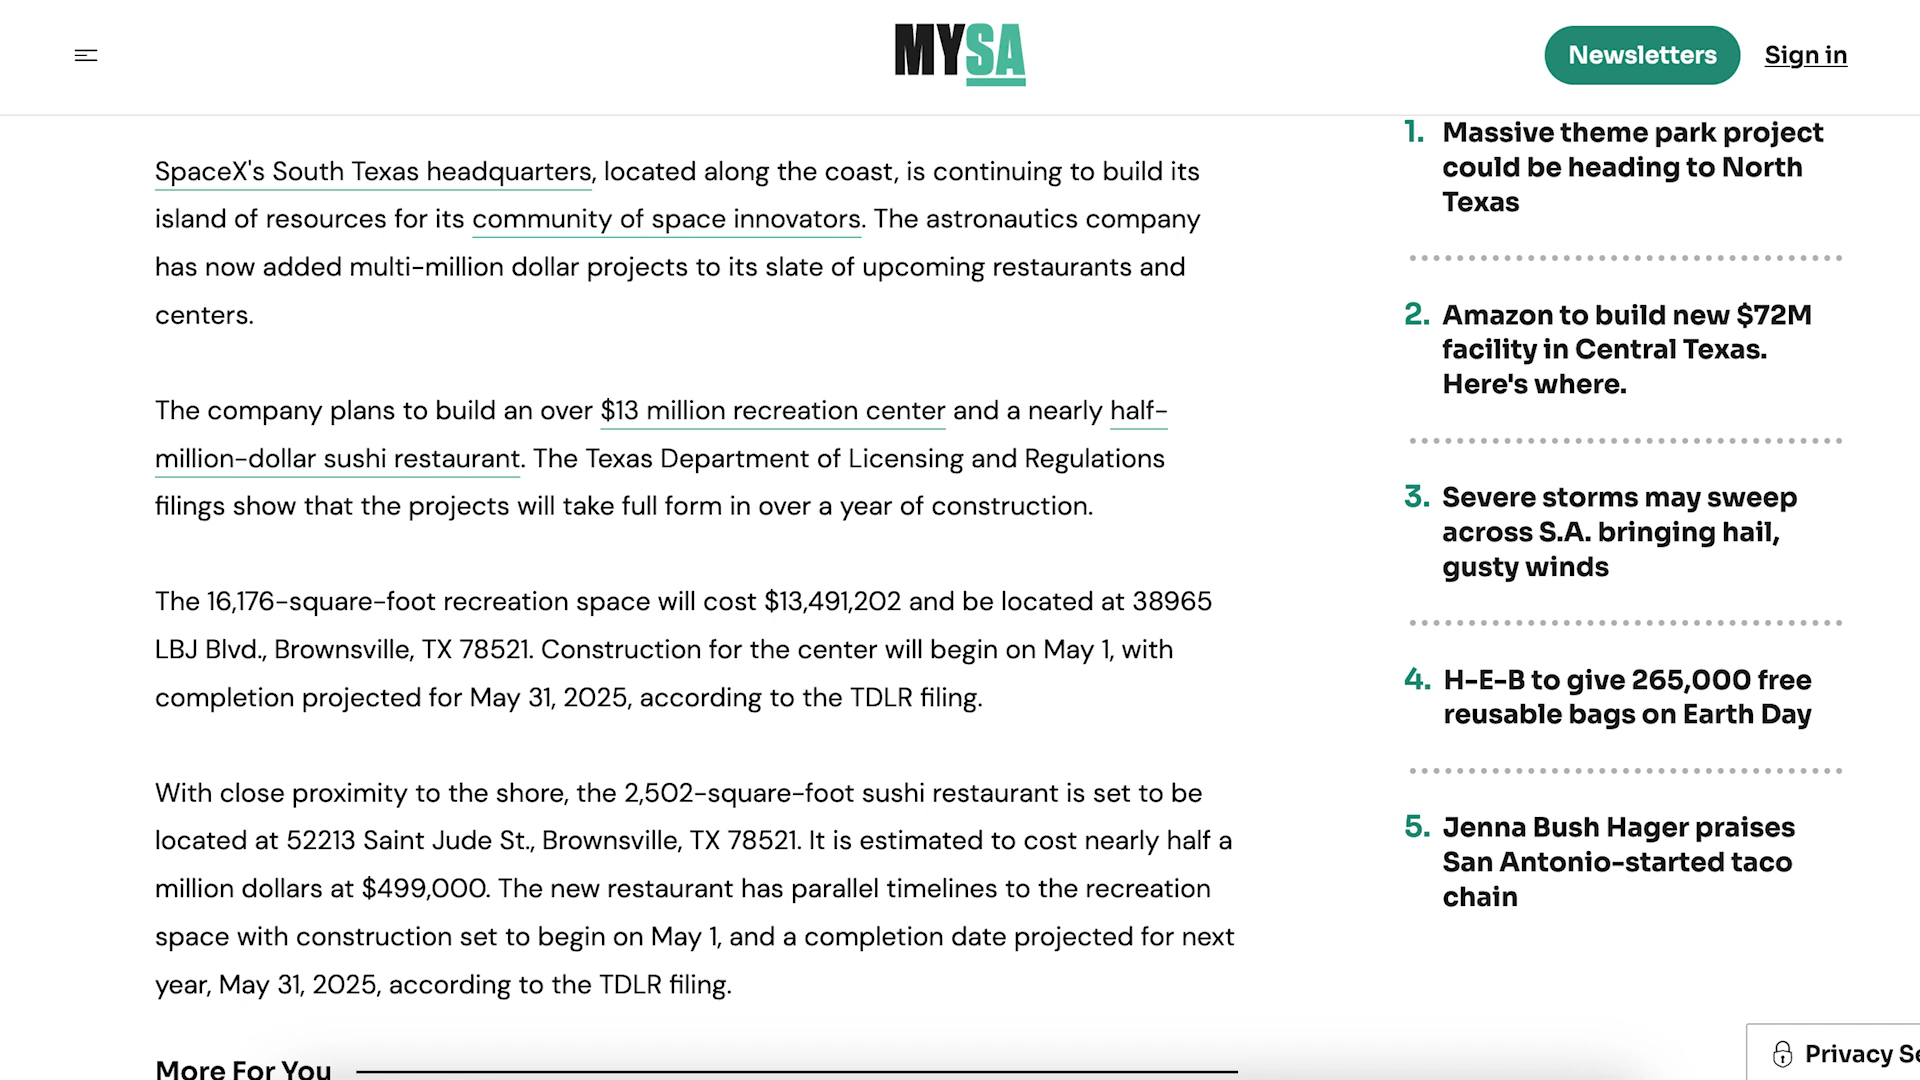 MYSA
Newsletters
Sign in
SpaceX's South Texas headquarters, located along the coast, is continuing to build its
island of resources for its community of space innovators. The astronautics company
has now added multi-million dollar projects to its slate of upcoming restaurants and
centers.
The company plans to build an over $13 million recreation center and a nearly half-
million-dollar sushi restaurant. The Texas Department of Licensing and Regulations
filings show that the projects will take full form in over a year of construction.
The 16,176-square-foot recreation space will cost $13,491,202 and be located at 38965
LBJ Blvd., Brownsville, TX 78521. Construction for the center will begin on May 1, with
completion projected for May 31, 2025, according to the TDLR filing.
With close proximity to the shore, the 2,502-square-foot sushi restaurant is set to be
located at 52213 Saint Jude St., Brownsville, TX 78521. It is estimated to cost nearly half a
million dollars at $499,000. The new restaurant has parallel timelines to the recreation
space with construction set to begin on May 1, and a completion date projected for next
year, May 31, 2025, according to the TDLR filing.
More For You
1. Massive theme park project
could be heading to North
Texas
2. Amazon to build new $72M
facility in Central Texas.
Here's where.
3. Severe storms may sweep
across S.A. bringing hail,
gusty winds
4. H-E-B to give 265,000 free
reusable bags on Earth Day
5. Jenna Bush Hager praises
San Antonio-started taco
chain
Privacy Se